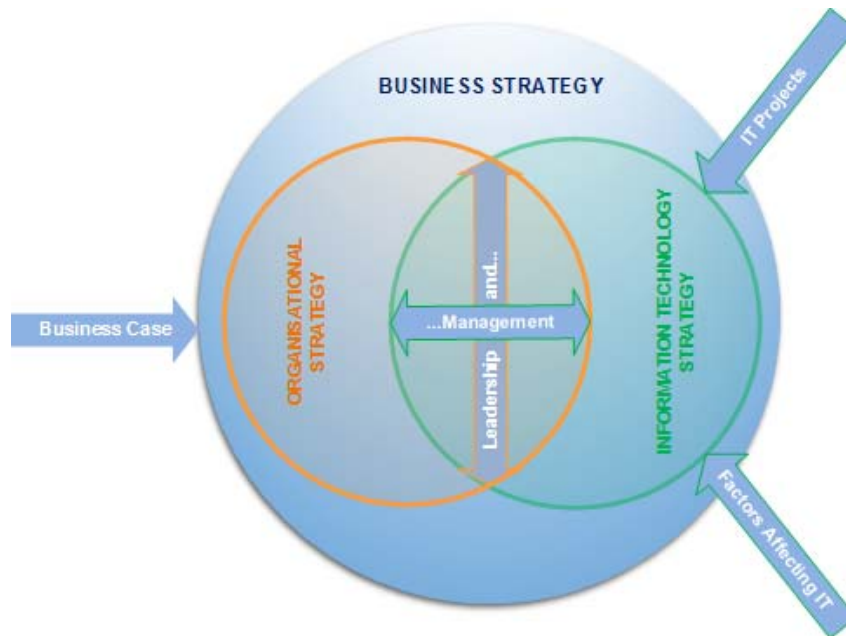 BUSINESS STRATEGY
IT Projects
ORGANISATIONAL
STRATEGY
Leadership and...
...Management
INFORMATION TECHNOLOGY
STRATEGY
Business Case
Factors Affecting IT